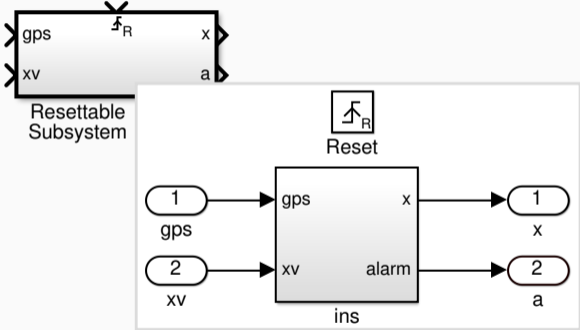 R
gps x
xv a
Resettable
Subsystem
R
Reset
1 gps x 1
gps x
2 xv alarm 2
xv a
ins